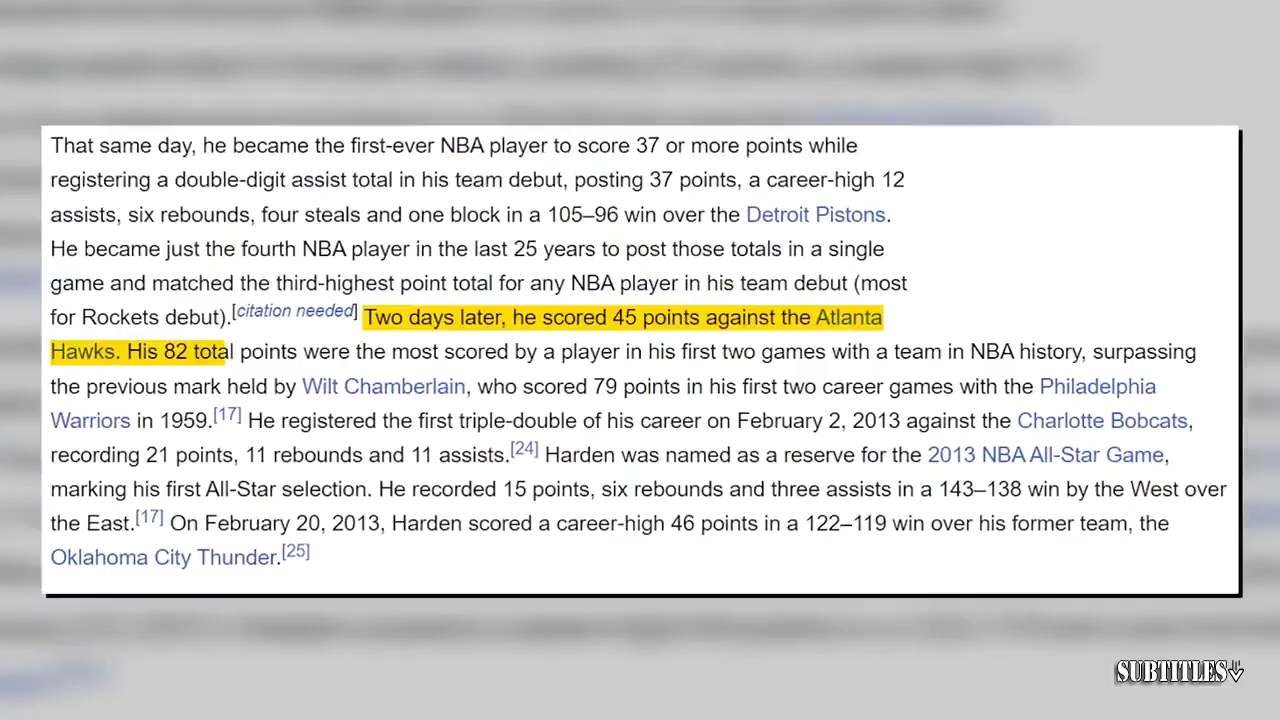 That same day, he became the first-ever NBA player to score 37 or more points while
registering a double-digit assist total in his team debut, posting 37 points, a career-high 12
assists, six rebounds, four steals and one block in a 105–96 win over the Detroit Pistons.
He became just the fourth NBA player in the last 25 years to post those totals in a single
game and matched the third-highest point total for any NBA player in his team debut (most
for Rockets debut).[citation needed] Two days later, he scored 45 points against the Atlanta
Hawks. His 82 total points were the most scored by a player in his first two games with a team in NBA history, surpassing
the previous mark held by Wilt Chamberlain, who scored 79 points in his first two career games with the Philadelphia
Warriors in 1959.[17] He registered the first triple-double of his career on February 2, 2013 against the Charlotte Bobcats,
recording 21 points, 11 rebounds and 11 assists.[24] Harden was named as a reserve for the 2013 NBA All-Star Game,
marking his first All-Star selection. He recorded 15 points, six rebounds and three assists in a 143–138 win by the West over
the East.[17] On February 20, 2013, Harden scored a career-high 46 points in a 122–119 win over his former team, the
Oklahoma City Thunder.[25]
SUBTITLES